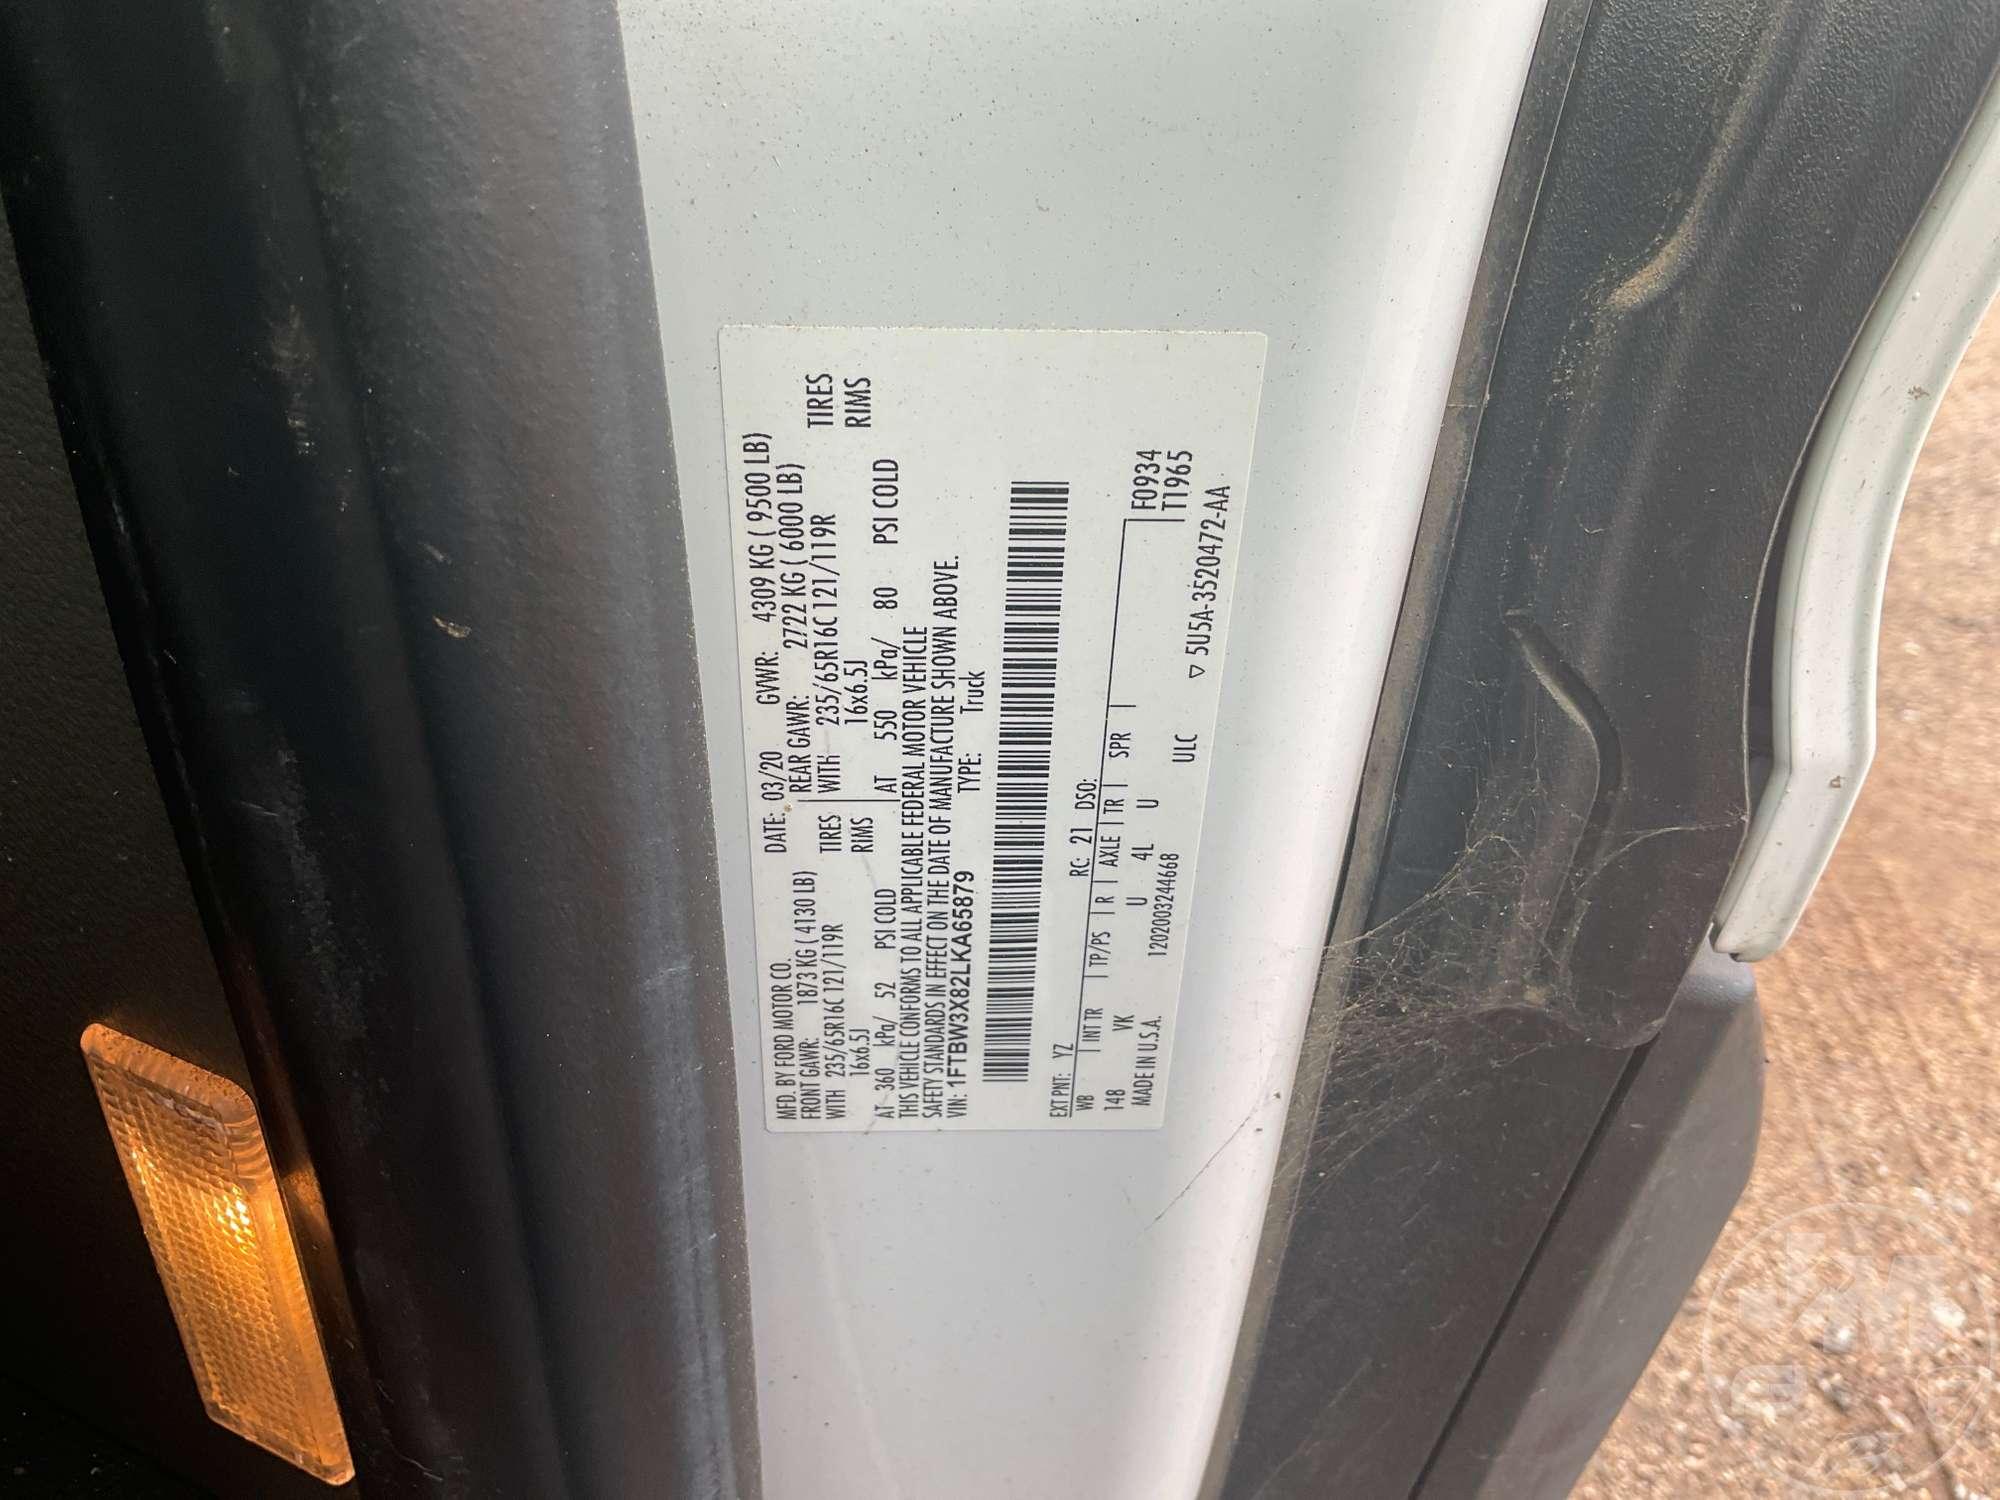 MFD. BY FORD MOTOR CO. DATE: 03/20 GVWR: 4309 KG ( 9500 LB)
FRONT GAWR: 1873 KG ( 4130 LB) REAR GAWR: 2722 KG ( 6000 LB)
WITH 235/65R16C 121/119R TIRES WITH 235/65R16C 121/119R TIRES
16x6.5J RIMS 16x6.5J RIMS
AT 360 kPa/ 52 PSI COLD AT 550 kPa/ 80 PSI COLD
THIS VEHICLE CONFORMS TO ALL APPLICABLE FEDERAL MOTOR VEHICLE
SAFETY STANDARDS IN EFFECT ON THE DATE OF MANUFACTURE SHOWN ABOVE.
VIN: 1FTBW3X82LKA65879 TYPE: Truck
EXT PNT: YZ RC: 21 DSO:
WB INT TR TP/PS R AXLE TR SPR F0934
148 VK U 4L U T1965
MADE IN U.S.A. 120200324466​8 ULC ▽ 5U5A-3520472-AA